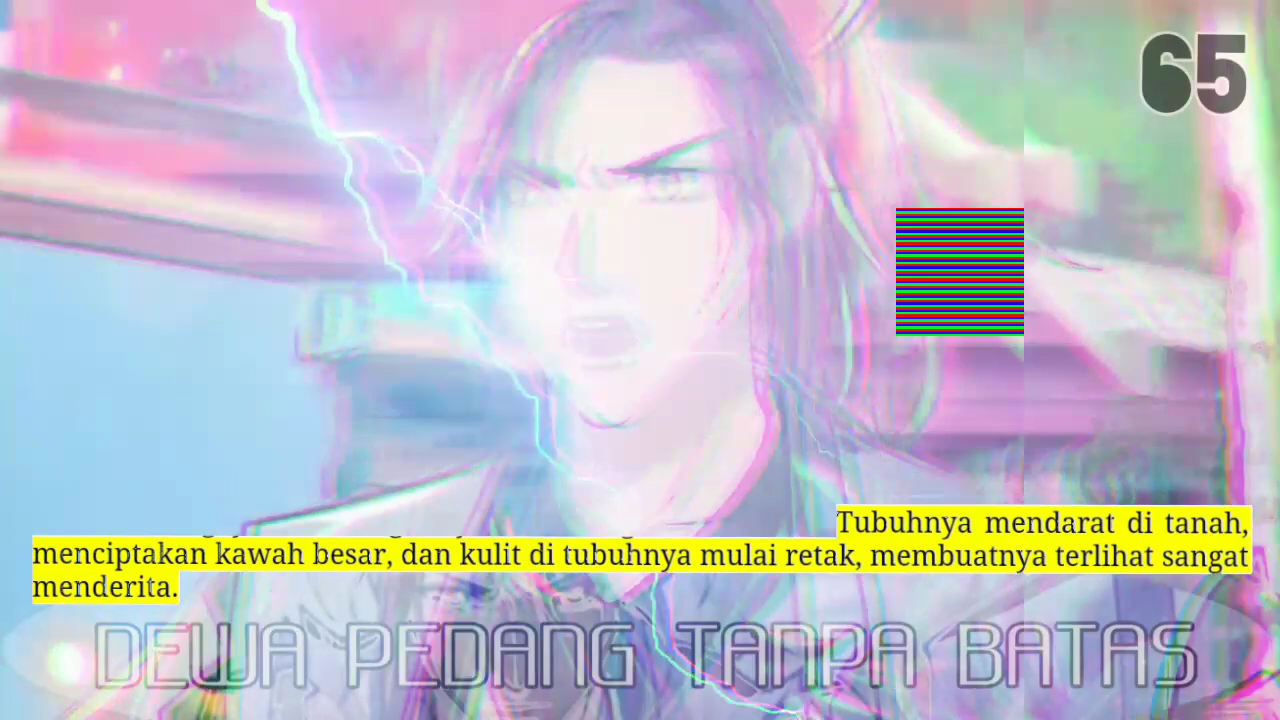 65
Tubuhnya mendarat di tanah,
menciptakan kawah besar, dan kulit di tubuhnya mulai retak, membuatnya terlihat sangat
menderita.
DEWA PEDANG TANPA BATAS